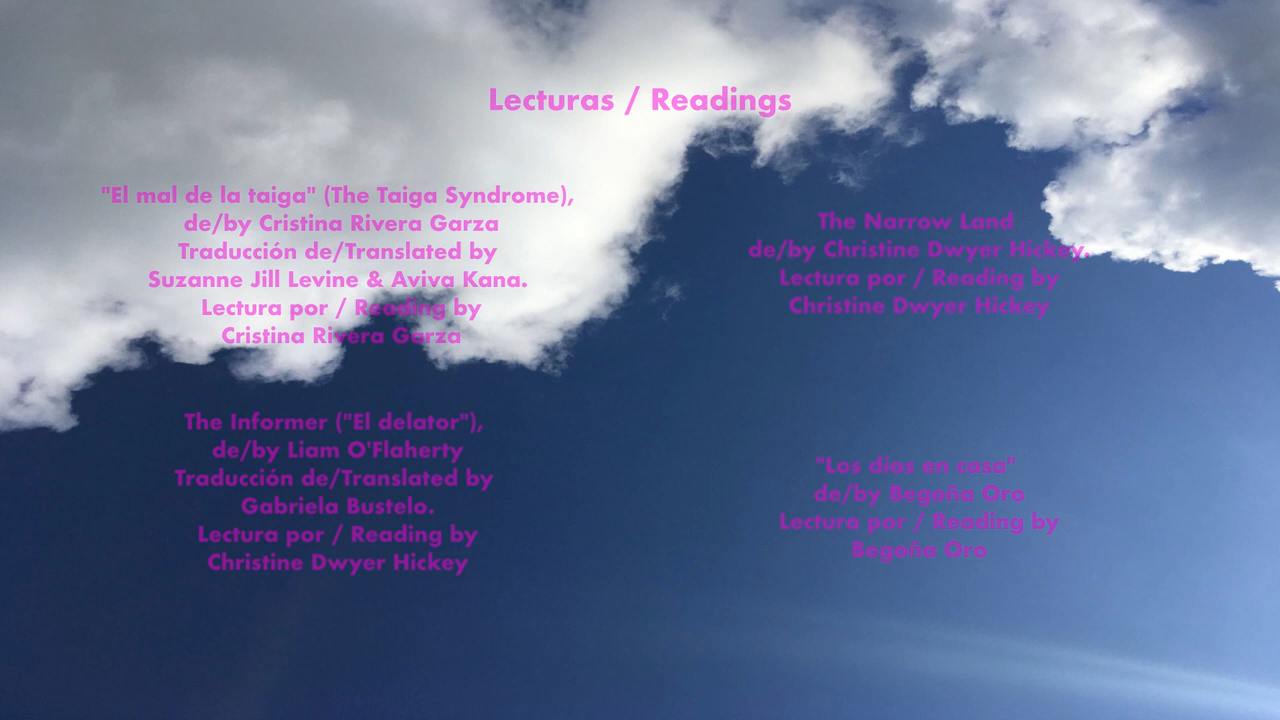 Lecturas / Readings
"El mal de la taiga" (The Taiga Syndrome),
de/by Cristina Rivera Garza
Traducción de/Translated by
Suzanne Jill Levine & Aviva Kana.
Lectura por / Reading by
Cristina Rivera Garza
The Narrow Land
de/by Christine Dwyer Hickey.
Lectura por / Reading by
Christine Dwyer Hickey
The Informer ("El delator"),
de/by Liam O'Flaherty
Traducción de/Translated by
Gabriela Bustelo.
Lectura por / Reading by
Christine Dwyer Hickey
"Los días en casa"
de/by Begoña Oro
Lectura por / Reading by
Begoña Oro